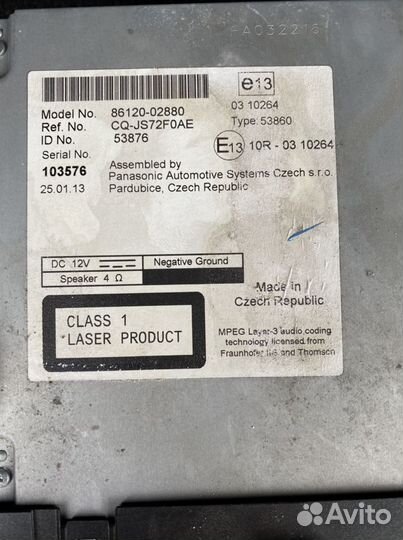 FA032216
Model No. 86120-02880
Ref. No. CQ-JS72F0AE
ID No. 53876
Serial No.
103576
25.01.13
Assembled by
Panasonic Automotive Systems Czech s.r.o.
Pardubice, Czech Republic
e13
03 10264
Type: 53860
E13 10R - 03 10264
DC 12V Negative Ground
Speaker 4 Ω
Made in
Czech Republic
CLASS 1
LASER PRODUCT
MPEG Layer-3 audio coding
technology licensed from
Fraunhofer IIS and Thomson
Avito